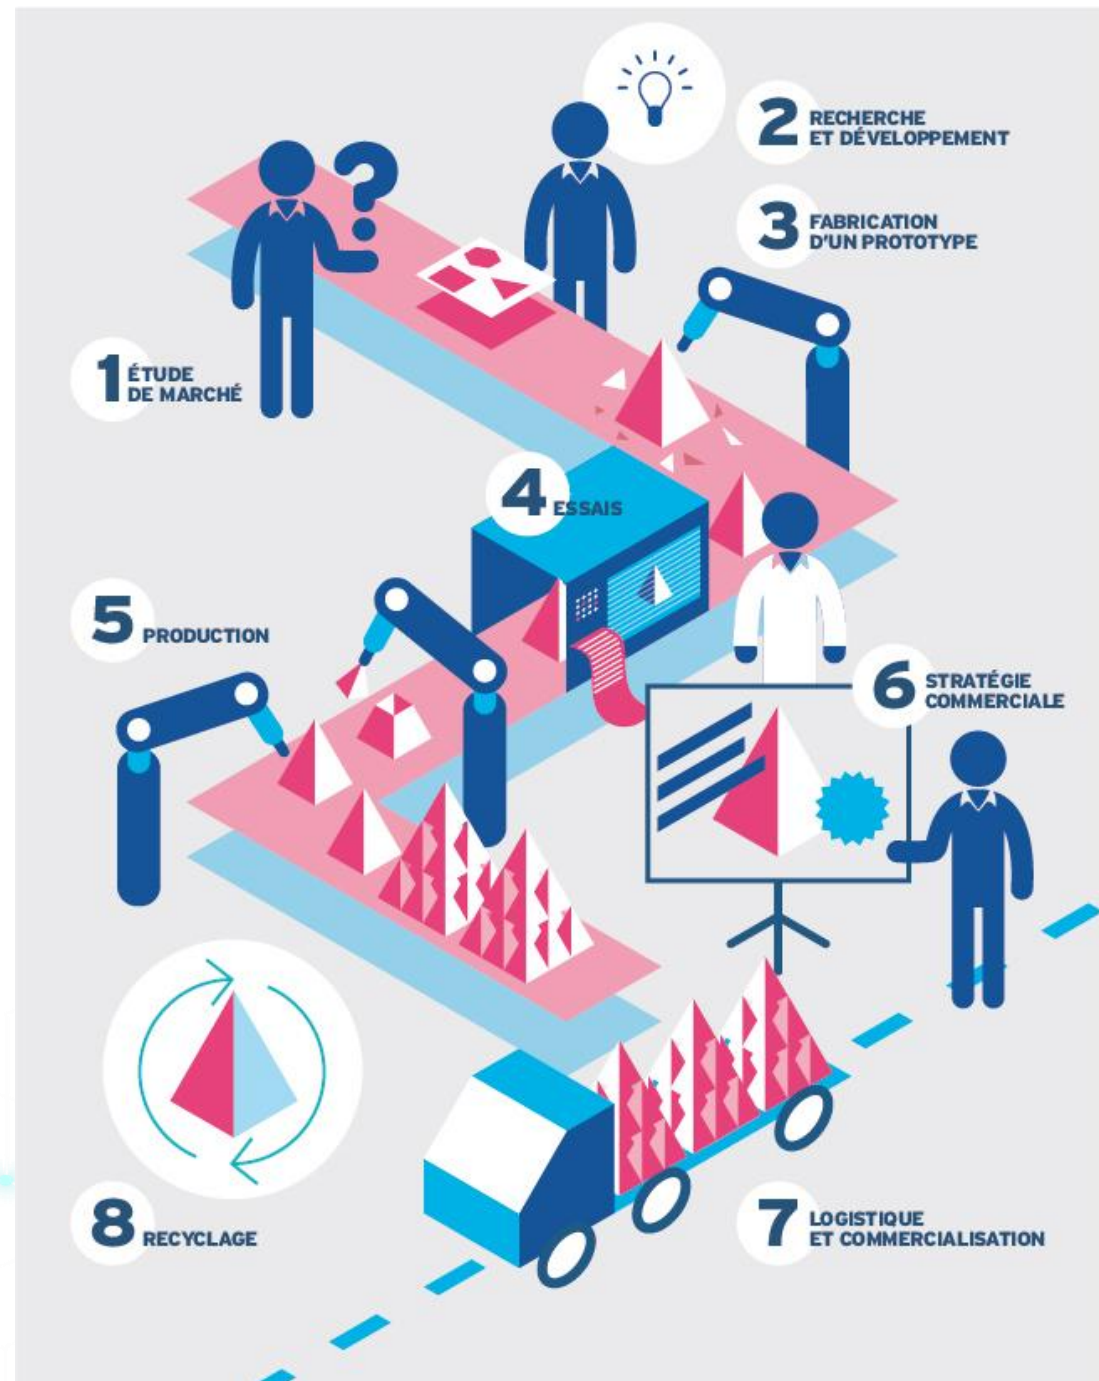 1 ÉTUDE
DE MARCHÉ
2 RECHERCHE
ET DÉVELOPPEMENT
3 FABRICATION
D'UN PROTOTYPE
4 ESSAIS
5 PRODUCTION
6 STRATÉGIE
COMMERCIALE
7 LOGISTIQUE
ET COMMERCIALISATION
8 RECYCLAGE